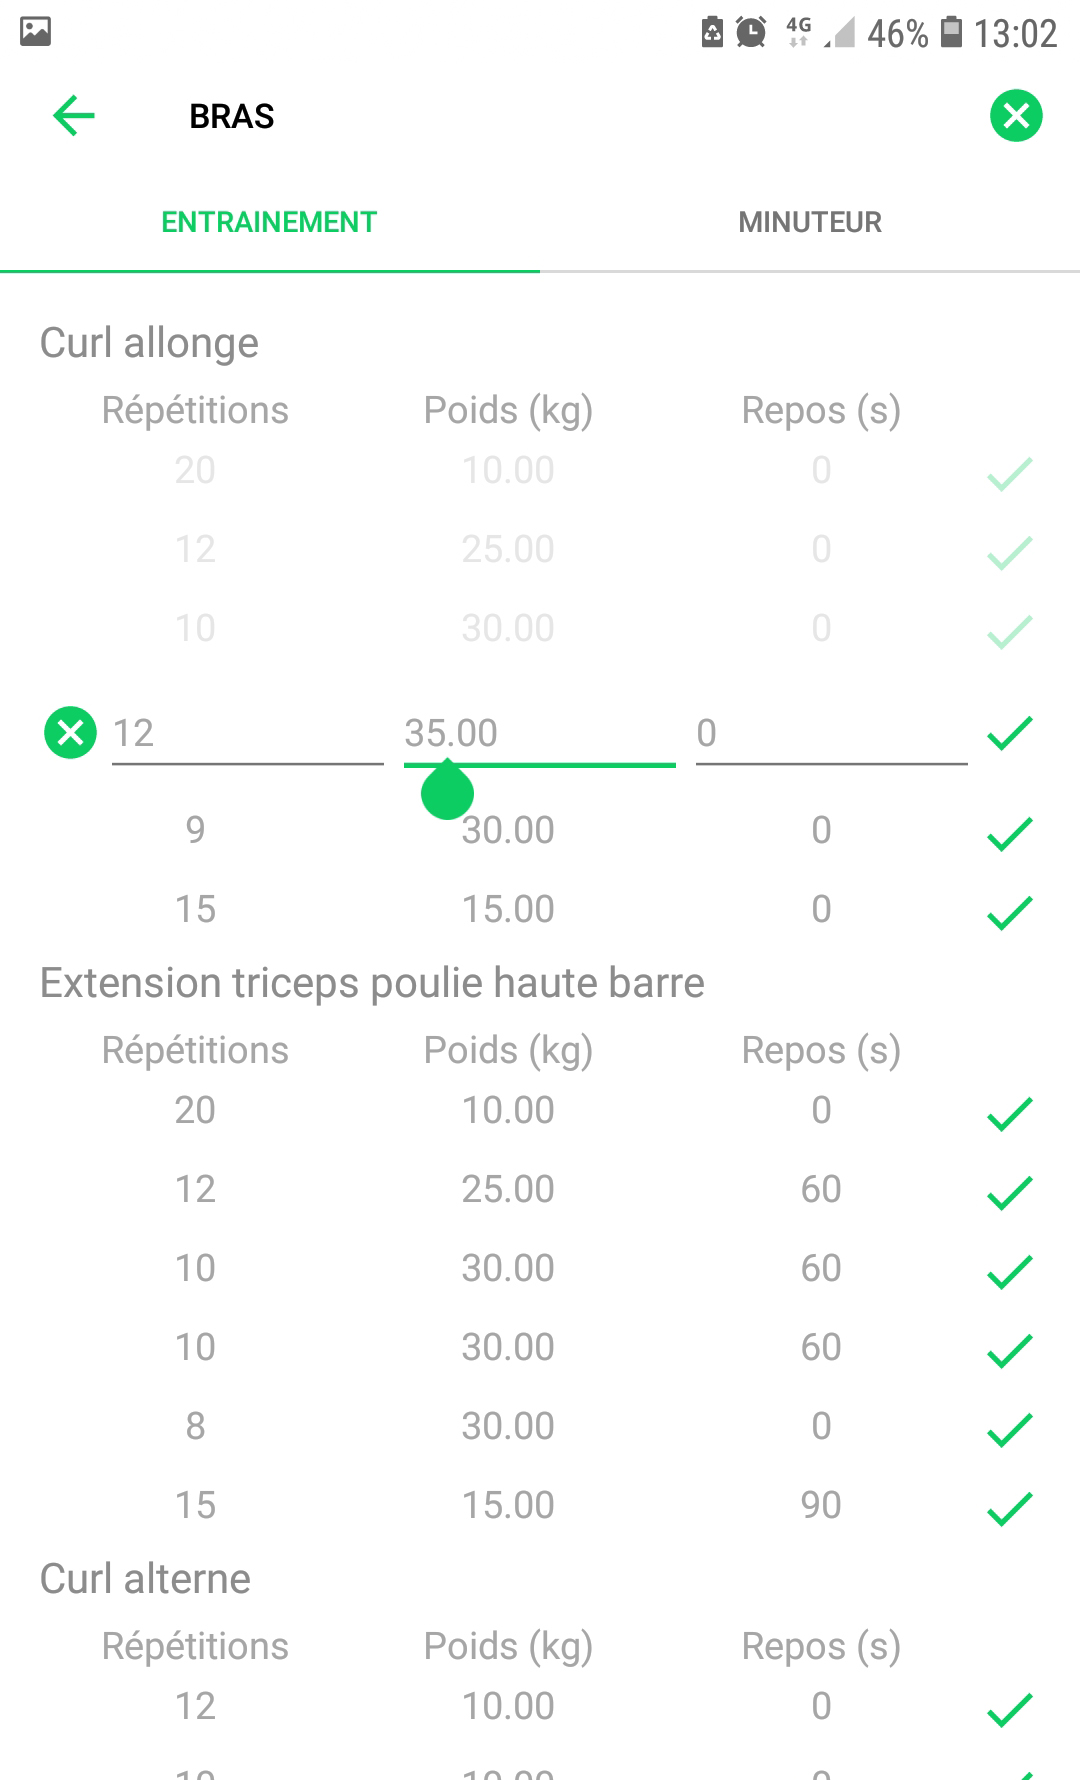 4G 46% 13:02
BRAS
ENTRAINEMENT MINUTEUR
Curl allonge
Répétitions Poids (kg) Repos (s)
20 10.00 0
12 25.00 0
10 30.00 0
12 35.00 0
9 30.00 0
15 15.00 0
Extension triceps poulie haute barre
Répétitions Poids (kg) Repos (s)
20 10.00 0
12 25.00 60
10 30.00 60
10 30.00 60
8 30.00 0
15 15.00 90
Curl alterne
Répétitions Poids (kg) Repos (s)
12 10.00 0